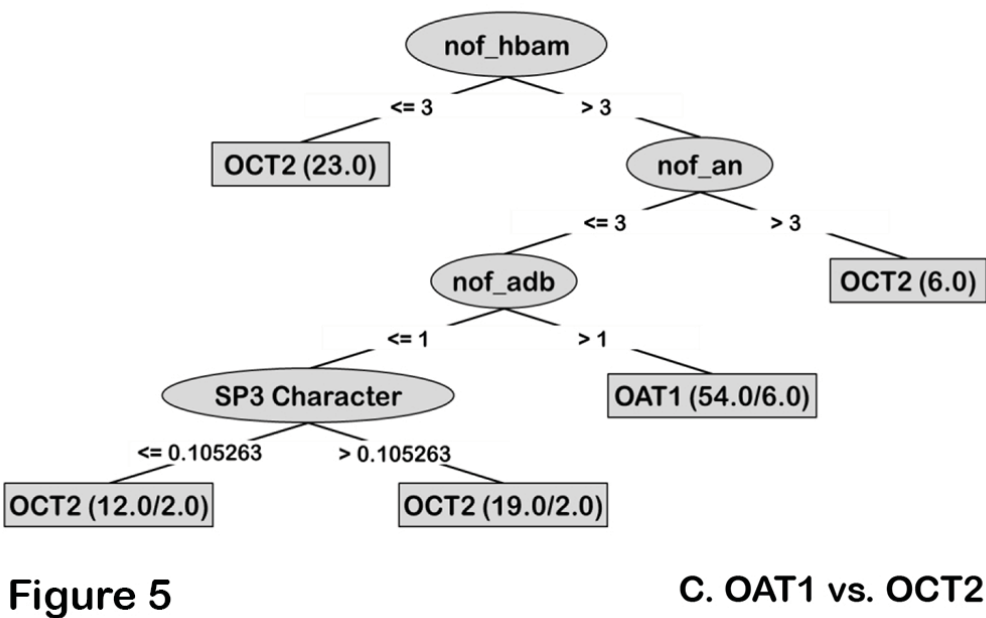 nof_hbam
<= 3
> 3
OCT2 (23.0)
nof_an
<= 3
> 3
nof_adb
OCT2 (6.0)
<= 1
> 1
SP3 Character
OAT1 (54.0/6.0)
<= 0.105263
> 0.105263
OCT2 (12.0/2.0)
OCT2 (19.0/2.0)
Figure 5
C. OAT1 vs. OCT2